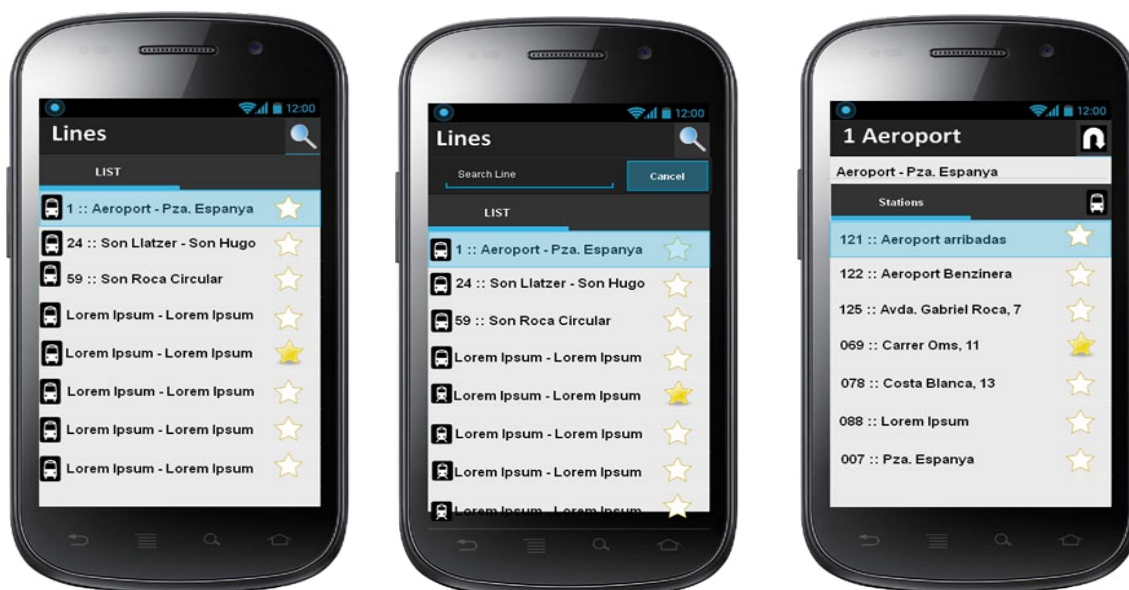 12:00
Lines
LIST
1 :: Aeroport - Pza. Espanya
24 :: Son Llatzer - Son Hugo
59 :: Son Roca Circular
Lorem Ipsum - Lorem Ipsum
Lorem Ipsum - Lorem Ipsum
Lorem Ipsum - Lorem Ipsum
Lorem Ipsum - Lorem Ipsum
Lorem Ipsum - Lorem Ipsum
12:00
Lines
Search Line
Cancel
LIST
1 :: Aeroport - Pza. Espanya
24 :: Son Llatzer - Son Hugo
59 :: Son Roca Circular
Lorem Ipsum - Lorem Ipsum
Lorem Ipsum - Lorem Ipsum
Lorem Ipsum - Lorem Ipsum
Lorem Ipsum - Lorem Ipsum
Lorem Ipsum - Lorem Ipsum
12:00
1 Aeroport
Aeroport - Pza. Espanya
Stations
121 :: Aeroport arribadas
122 :: Aeroport Benzinera
125 :: Avda. Gabriel Roca, 7
069 :: Carrer Oms, 11
078 :: Costa Blanca, 13
088 :: Lorem Ipsum
007 :: Pza. Espanya